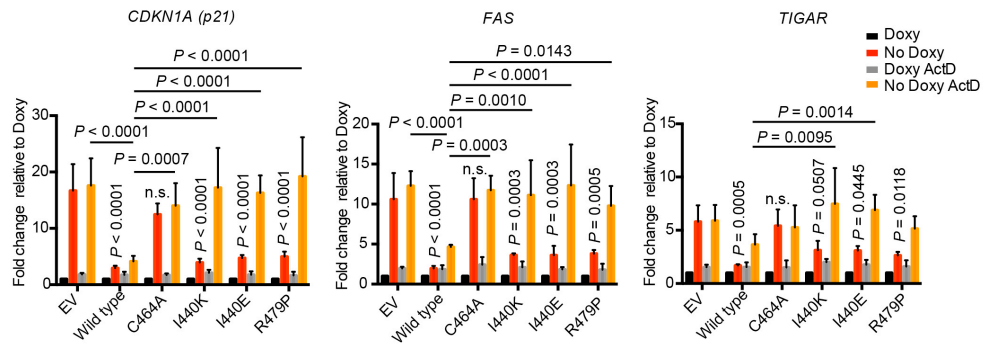 CDKN1A (p21)
FAS
TIGAR
Doxy
No Doxy
Doxy ActD
No Doxy ActD
Fold change relative to Doxy
30
20
10
0
P < 0.0001
P < 0.0001
P < 0.0001
P < 0.0001
P = 0.0007
P < 0.0001
n.s.
P < 0.0001
P < 0.0001
P < 0.0001
EV
Wild type
C464A
I440K
I440E
R479P
Fold change relative to Doxy
20
15
10
5
0
P = 0.0143
P < 0.0001
P = 0.0010
P < 0.0001
P = 0.0003
P < 0.0001
n.s.
P = 0.0003
P = 0.0003
P = 0.0005
EV
Wild type
C464A
I440K
I440E
R479P
Fold change relative to Doxy
15
10
5
0
P = 0.0014
P = 0.0095
P = 0.0005
n.s.
P = 0.0507
P = 0.0445
P = 0.0118
EV
Wild type
C464A
I440K
I440E
R479P